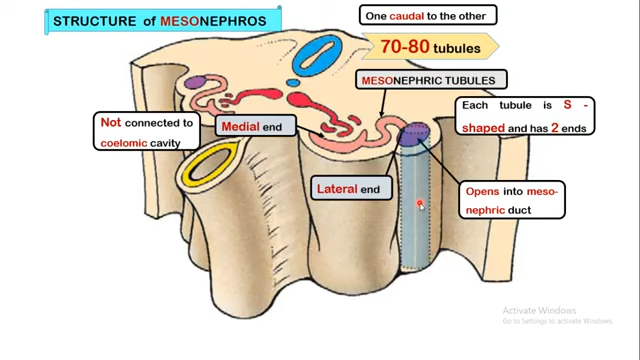 STRUCTURE of MESONEPHROS
One caudal to the other
70-80 tubules
MESONEPHRIC TUBULES
Each tubule is S -
shaped and has 2 ends
Not connected to
coelomic cavity
Medial end
Lateral end
Opens into meso-
nephric duct
Activate Windows
Go to Settings to activate Windows.